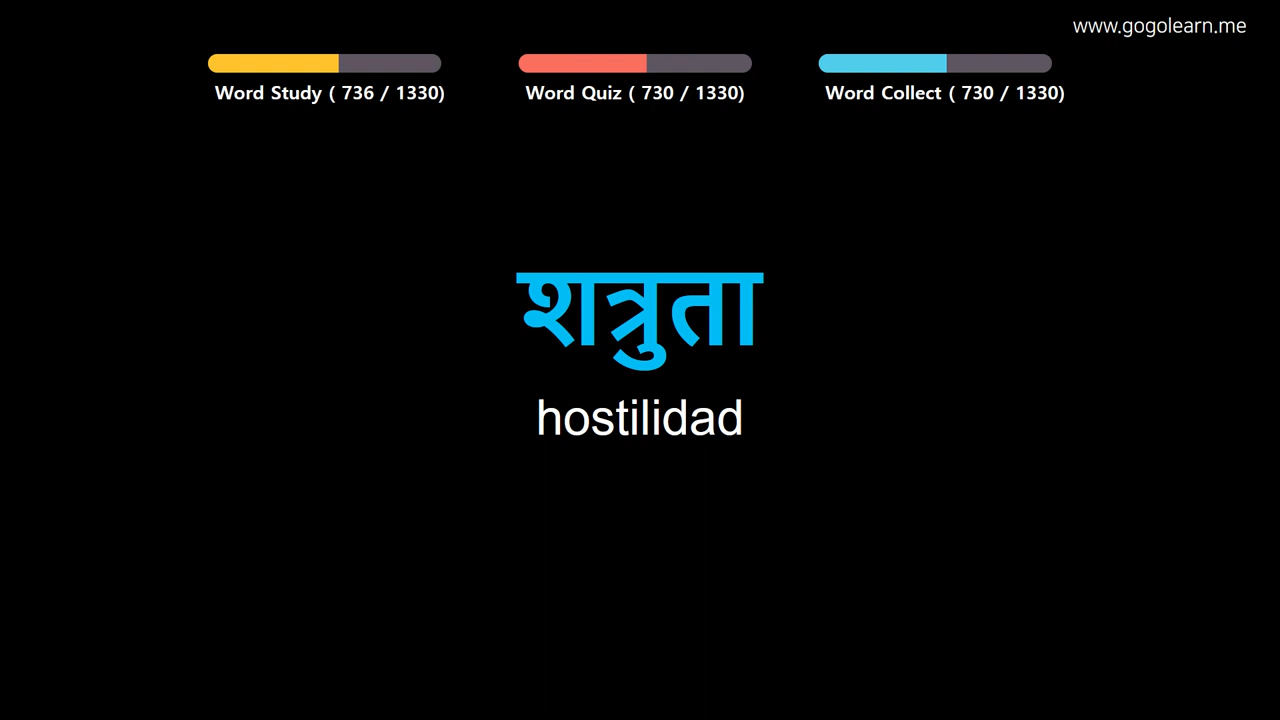 www.gogolearn.me
Word Study ( 736 / 1330)
Word Quiz ( 730 / 1330)
Word Collect ( 730 / 1330)
शत्रुता
hostilidad